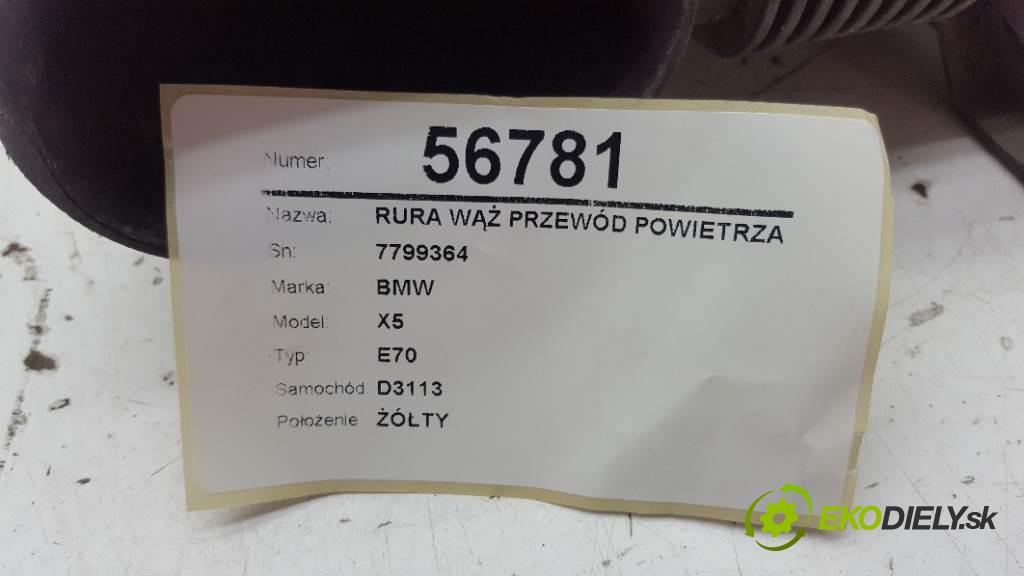 Numer: 56781
Nazwa: RURA WĄŻ PRZEWÓD POWIETRZA
Sn: 7799364
Marka: BMW
Model: X5
Typ: E70
Samochód: D3113
Położenie ŻÓŁTY
EKODIELY.sk